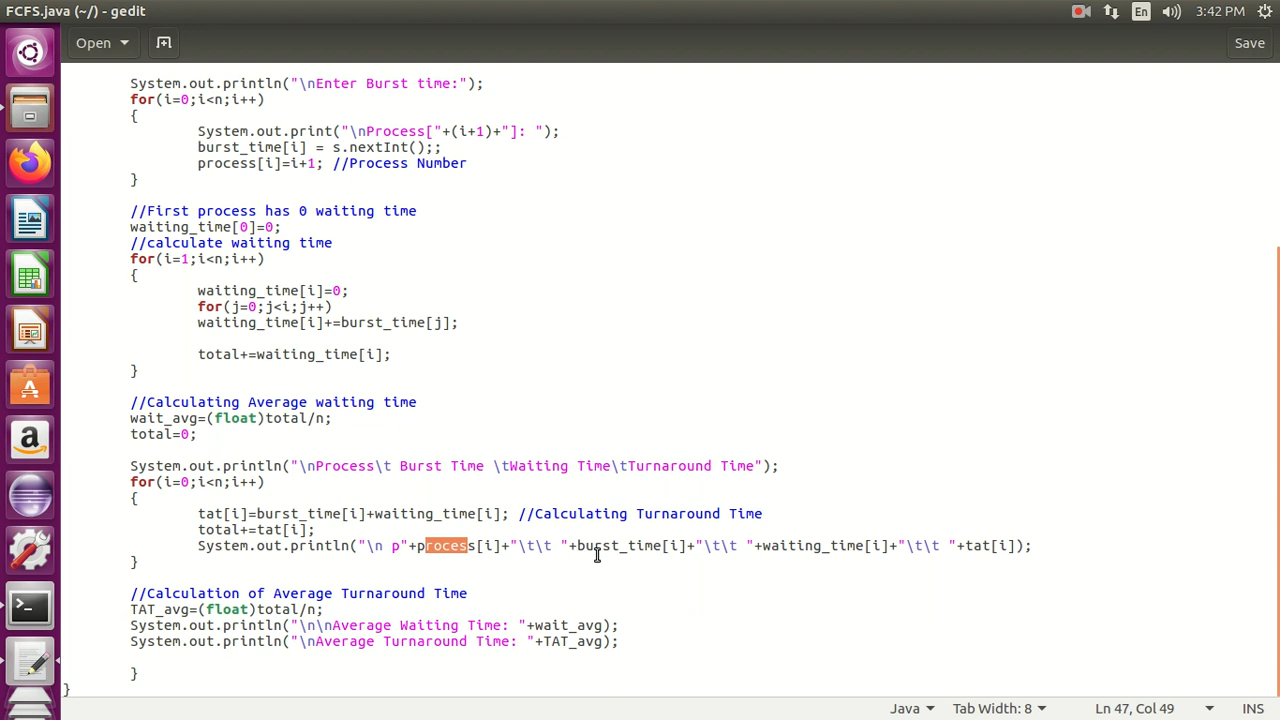 FCFS.java (~/) - gedit
En
3:42 PM
Open
Save
System.out.println("\nEnter Burst time:");
for(i=0;i<n;i++)
{
System.out.print("\nProcess["+(i+1)+"]: ");
burst_time[i] = s.nextInt();;
process[i]=i+1; //Process Number
}
//First process has 0 waiting time
waiting_time[0]=0;
//calculate waiting time
for(i=1;i<n;i++)
{
waiting_time[i]=0;
for(j=0;j<i;j++)
waiting_time[i]+=burst_time[j];
total+=waiting_time[i];
}
//Calculating Average waiting time
wait_avg=(float)total/n;
total=0;
System.out.println("\nProcess\t Burst Time \tWaiting Time\tTurnaround Time");
for(i=0;i<n;i++)
{
tat[i]=burst_time[i]+waiting_time[i]; //Calculating Turnaround Time
total+=tat[i];
System.out.println("\n p"+process[i]+"\t\t "+burst_time[i]+"\t\t "+waiting_time[i]+"\t\t "+tat[i]);
}
//Calculation of Average Turnaround Time
TAT_avg=(float)total/n;
System.out.println("\n\nAverage Waiting Time: "+wait_avg);
System.out.println("\nAverage Turnaround Time: "+TAT_avg);
}
}
Java
Tab Width: 8
Ln 47, Col 49
INS